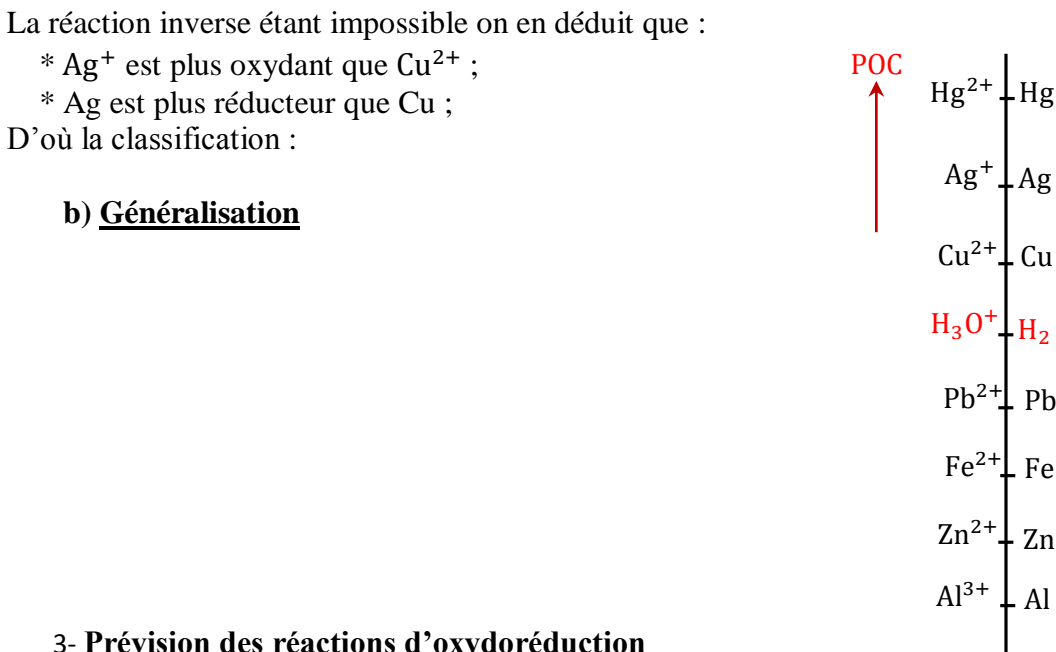 La réaction inverse étant impossible on en déduit que :
* Ag⁺ est plus oxydant que Cu²⁺ ;
* Ag est plus réducteur que Cu ;
D’où la classification :
b) Généralisation
POC
Hg²⁺ Hg
Ag⁺ Ag
Cu²⁺ Cu
H₃O⁺ H₂
Pb²⁺ Pb
Fe²⁺ Fe
Zn²⁺ Zn
Al³⁺ Al
3- Prévision des réactions d’oxydoréduction